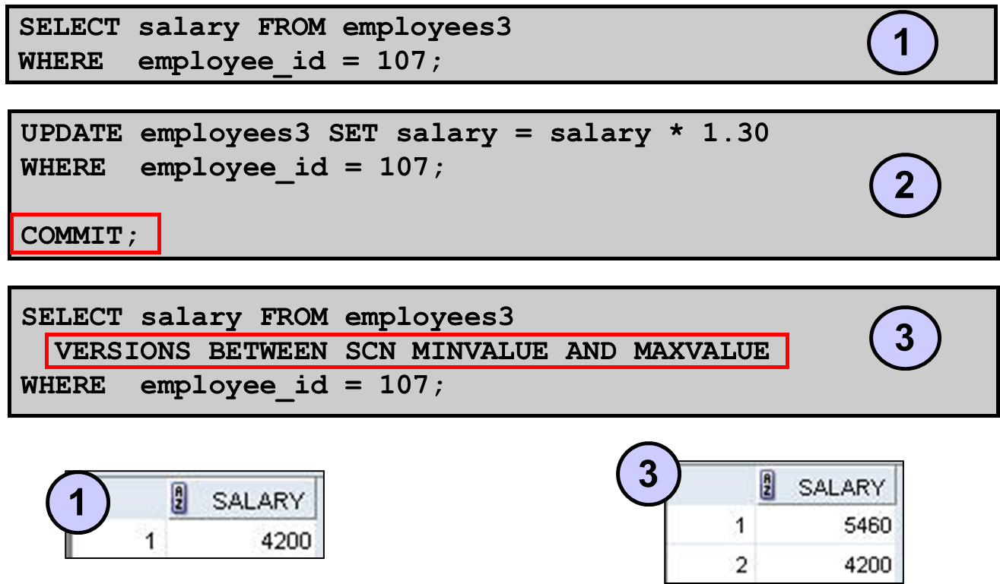 SELECT salary FROM employees3
WHERE employee_id = 107;
1
UPDATE employees3 SET salary = salary * 1.30
WHERE employee_id = 107;
COMMIT;
2
SELECT salary FROM employees3
VERSIONS BETWEEN SCN MINVALUE AND MAXVALUE
WHERE employee_id = 107;
3
1
A Z SALARY
1 4200
3
A Z SALARY
1 5460
2 4200